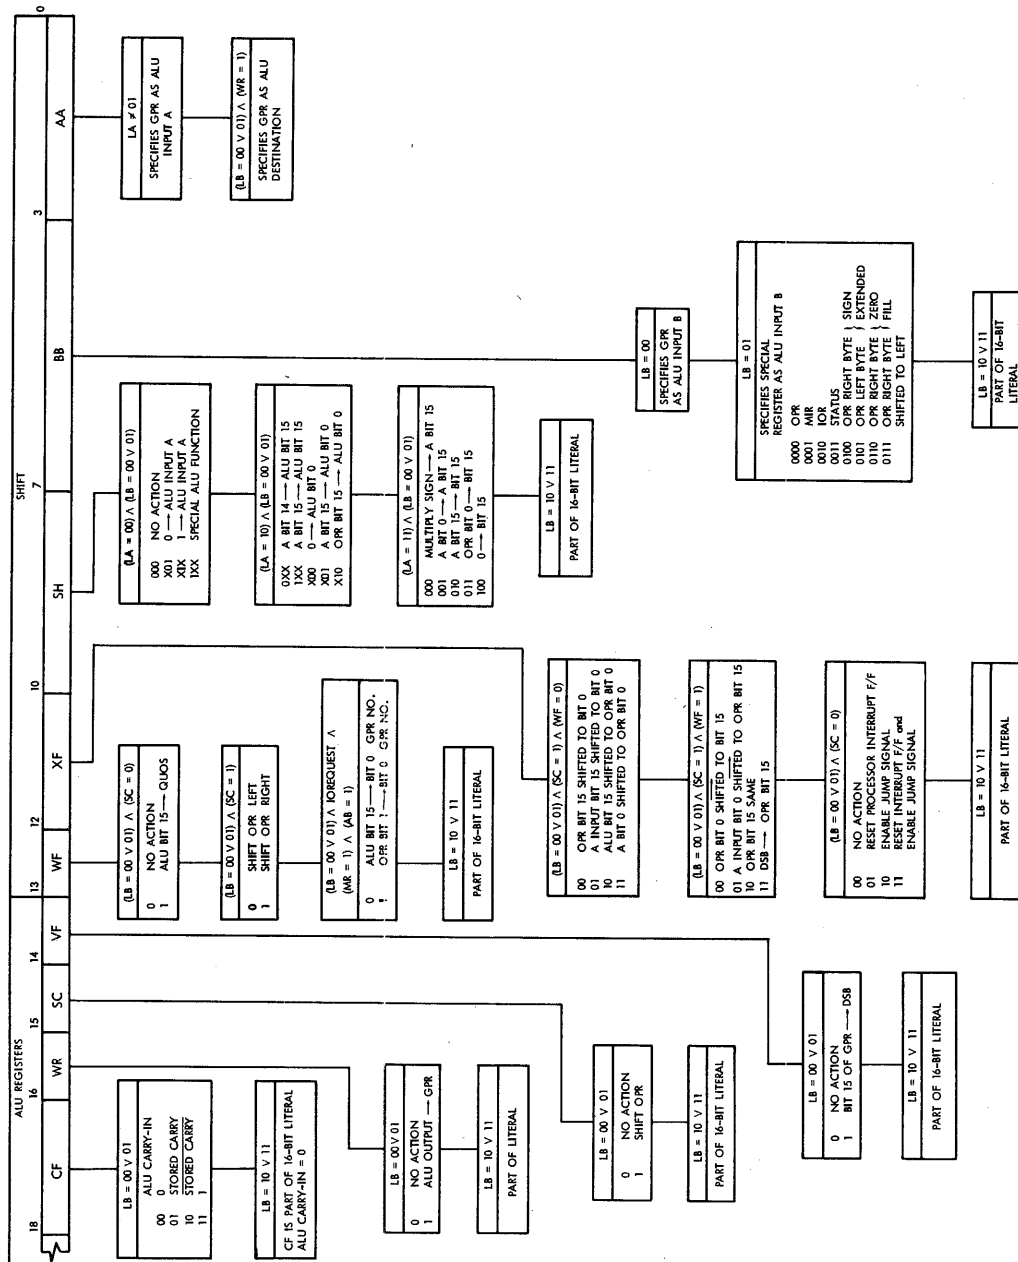 ALU REGISTERS
SHIFT
18
16
15
14
13
12
10
7
3
0
CF
WR
SC
VF
WF
XF
SH
BB
AA
LB = 00 V 01
ALU CARRY-IN
00 0
01 STORED CARRY
10 STORED CARRY
11 1
LB = 10 V 11
CF IS PART OF 16-BIT LITERAL
ALU CARRY-IN = 0
LB = 00 V 01
0 NO ACTION
1 ALU OUTPUT → GPR
LB = 10 V 11
PART OF LITERAL
LB = 00 V 01
0 NO ACTION
1 SHIFT OPR
LB = 10 V 11
PART OF 16-BIT LITERAL
LB = 00 V 01
0 NO ACTION
1 BIT 15 OF GPR → DSB
LB = 10 V 11
PART OF 16-BIT LITERAL
(LB = 00 V 01) Λ (SC = 0)
0 NO ACTION
1 ALU BIT 15 → QUOS
(LB = 00 V 01) Λ (SC = 1)
0 SHIFT OPR LEFT
1 SHIFT OPR RIGHT
(LB = 00 V 01) Λ IOREQUEST Λ
(MR = 1) Λ (AB = 1)
0 ALU BIT 15 → BIT 0 GPR NO.
1 OPR BIT 1 → BIT 0 GPR NO.
LB = 10 V 11
PART OF 16-BIT LITERAL
(LB = 00 V 01) Λ (SC = 1) Λ (WF = 0)
00 OPR BIT 15 SHIFTED TO BIT 0
01 A INPUT BIT 15 SHIFTED TO BIT 0
10 ALU BIT 15 SHIFTED TO OPR BIT 0
11 A BIT 0 SHIFTED TO OPR BIT 0
(LB = 00 V 01) Λ (SC = 1) Λ (WF = 1)
00 OPR BIT 0 SHIFTED TO BIT 15
01 A INPUT BIT 0 SHIFTED TO OPR BIT 15
10 OPR BIT 15 SAME
11 DSB → OPR BIT 15
(LB = 00 V 01) Λ (SC = 0)
00 NO ACTION
01 RESET PROCESSOR INTERRUPT F/F
10 ENABLE JUMP SIGNAL
11 RESET INTERRUPT F/F and
ENABLE JUMP SIGNAL
LB = 10 V 11
PART OF 16-BIT LITERAL
(LA = 00) Λ (LB = 00 V 01)
000 NO ACTION
X01 0 → ALU INPUT A
X1X 1 → ALU INPUT A
1XX SPECIAL ALU FUNCTION
(LA = 10) Λ (LB = 00 V 01)
0XX A BIT 14 → ALU BIT 15
1XX A BIT 15 → ALU BIT 15
X00 0 → ALU BIT 0
X01 A BIT 15 → ALU BIT 0
X10 OPR BIT 15 → ALU BIT 0
(LA = 11) Λ (LB = 00 V 01)
000 MULTIPLY SIGN → A BIT 15
001 A BIT 0 → A BIT 15
010 A BIT 15 → BIT 15
011 OPR BIT 0 → BIT 15
100 0 → BIT 15
LB = 10 V 11
PART OF 16-BIT LITERAL
LB = 00
SPECIFIES GPR
AS ALU INPUT B
LB = 01
SPECIFIES SPECIAL
REGISTER AS ALU INPUT B
0000 OPR
0001 MIR
0010 IOR
0011 STATUS
0100 OPR RIGHT BYTE } SIGN
0101 OPR LEFT BYTE } EXTENDED
0110 OPR RIGHT BYTE } ZERO
0111 OPR RIGHT BYTE } FILL
SHIFTED TO LEFT
LB = 10 V 11
PART OF 16-BIT
LITERAL
LA ≠ 01
SPECIFIES GPR AS ALU
INPUT A
(LB = 00 V 01) Λ (WR = 1)
SPECIFIES GPR AS ALU
DESTINATION